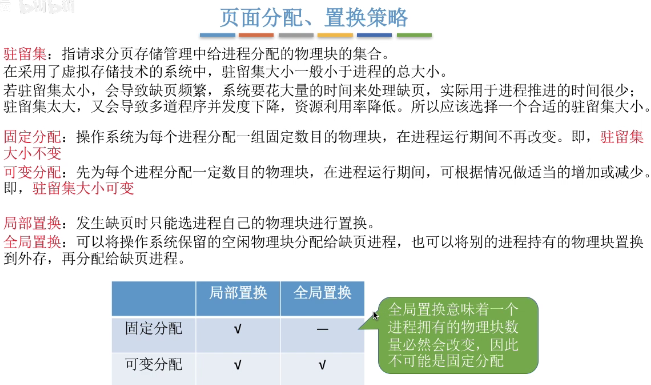 页面分配、置换策略
驻留集：指请求分页存储管理中给进程分配的物理块的集合。
在采用了虚拟存储技术的系统中，驻留集大小一般小于进程的总大小。
若驻留集太小，会导致缺页频繁，系统要花大量的时间来处理缺页，实际用于进程推进的时间很少；
驻留集太大，又会导致多道程序并发度下降，资源利用率降低。所以应该选择一个合适的驻留集大小。
固定分配：操作系统为每个进程分配一组固定数目的物理块，在进程运行期间不再改变。即，驻留集
大小不变
可变分配：先为每个进程分配一定数目的物理块，在进程运行期间，可根据情况做适当的增加或减少。
即，驻留集大小可变
局部置换：发生缺页时只能选进程自己的物理块进行置换。
全局置换：可以将操作系统保留的空闲物理块分配给缺页进程，也可以将别的进程持有的物理块置换
到外存，再分配给缺页进程。
局部置换 全局置换
固定分配 √ —
可变分配 √ √
全局置换意味着一个
进程拥有的物理块数
量必然会改变，因此
不可能是固定分配